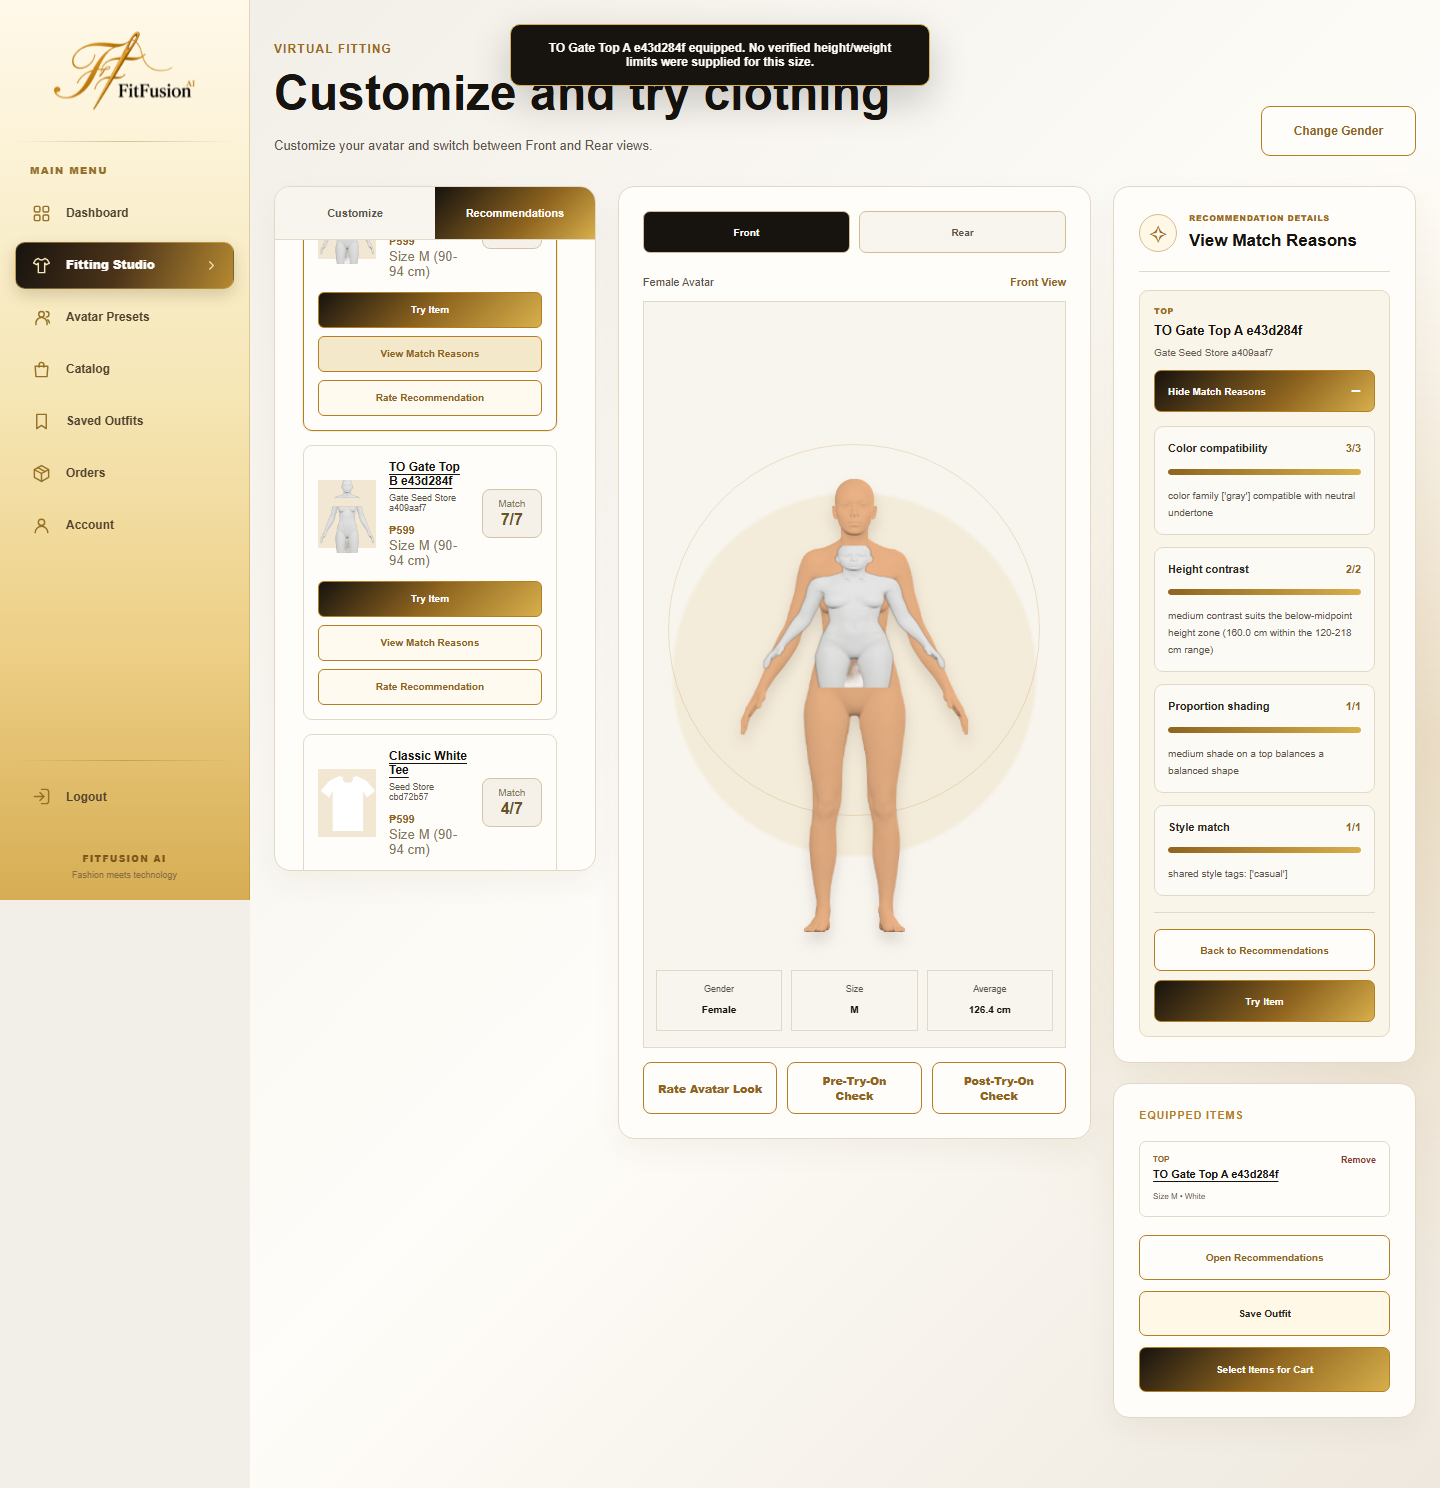 FitFusion AI
MAIN MENU
Dashboard
Fitting Studio
Avatar Presets
Catalog
Saved Outfits
Orders
Account
Logout
FITFUSION AI
Fashion meets technology
TO Gate Top A e43d284f equipped. No verified height/weight
limits were supplied for this size.
VIRTUAL FITTING
Customize and try clothing
Customize your avatar and switch between Front and Rear views.
Change Gender
Customize
Recommendations
₱599
Size M (90-
94 cm)
Try Item
View Match Reasons
Rate Recommendation
TO Gate Top
B e43d284f
Gate Seed Store
a409aaf7
₱599
Size M (90-
94 cm)
Match
7/7
Try Item
View Match Reasons
Rate Recommendation
Classic White
Tee
Seed Store
cbd72b57
₱599
Size M (90-
94 cm)
Match
4/7
Front
Rear
Female Avatar
Front View
Gender
Female
Size
M
Average
126.4 cm
Rate Avatar Look
Pre-Try-On
Check
Post-Try-On
Check
RECOMMENDATION DETAILS
View Match Reasons
TOP
TO Gate Top A e43d284f
Gate Seed Store a409aaf7
Hide Match Reasons
Color compatibility
3/3
color family ['gray'] compatible with neutral
undertone
Height contrast
2/2
medium contrast suits the below-midpoint
height zone (160.0 cm within the 120-218
cm range)
Proportion shading
1/1
medium shade on a top balances a
balanced shape
Style match
1/1
shared style tags: ['casual']
Back to Recommendations
Try Item
EQUIPPED ITEMS
TOP
Remove
TO Gate Top A e43d284f
Size M • White
Open Recommendations
Save Outfit
Select Items for Cart